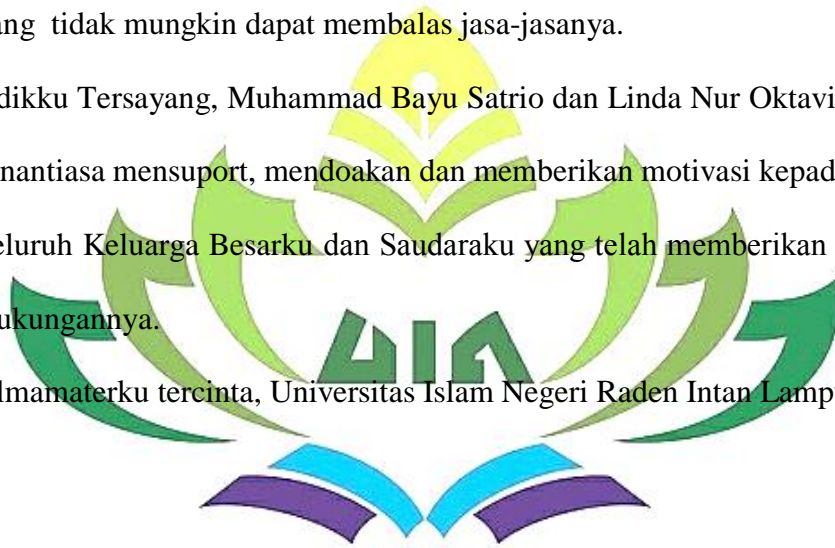 ang tidak mungkin dapat membalas jasa-jasanya.
dikku Tersayang, Muhammad Bayu Satrio dan Linda Nur Oktavi
nantiasa mensuport, mendoakan dan memberikan motivasi kepad
eluruh Keluarga Besarku dan Saudaraku yang telah memberikan
ukungannya.
UIN
lmamaterku tercinta, Universitas Islam Negeri Raden Intan Lamp